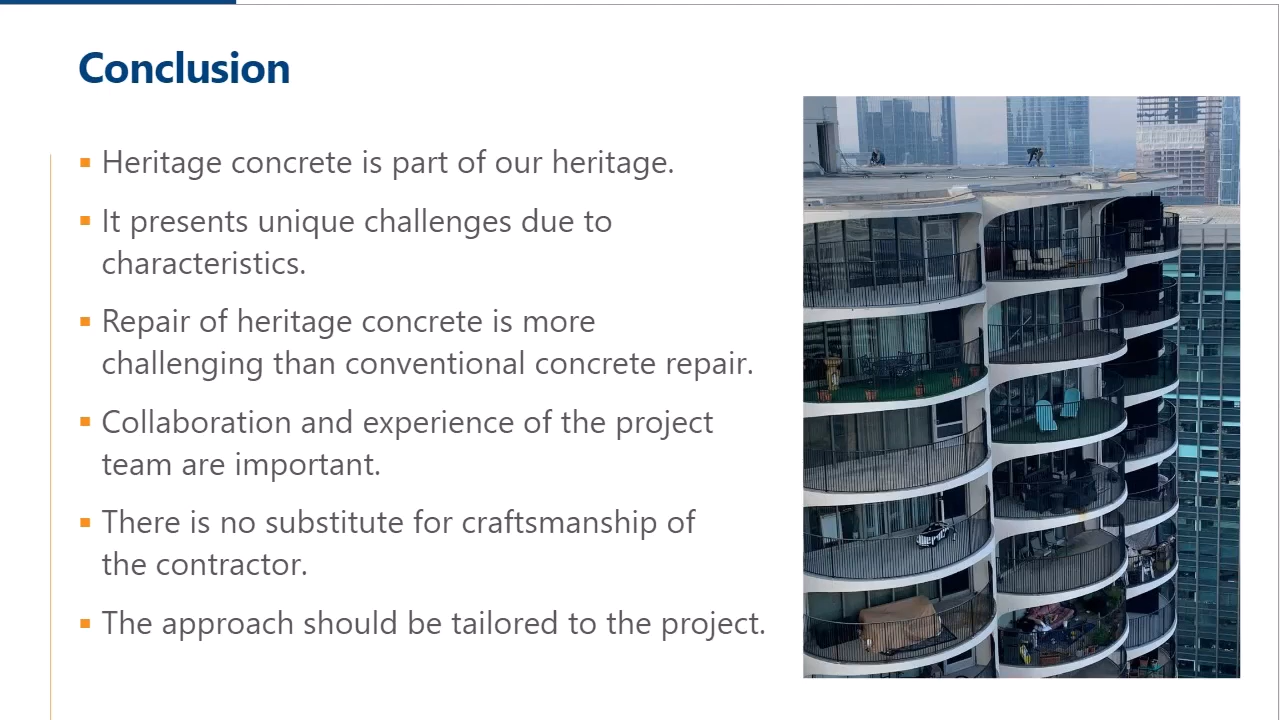 Conclusion
Heritage concrete is part of our heritage.
It presents unique challenges due to
characteristics.
Repair of heritage concrete is more
challenging than conventional concrete repair.
Collaboration and experience of the project
team are important.
There is no substitute for craftsmanship of
the contractor.
The approach should be tailored to the project.